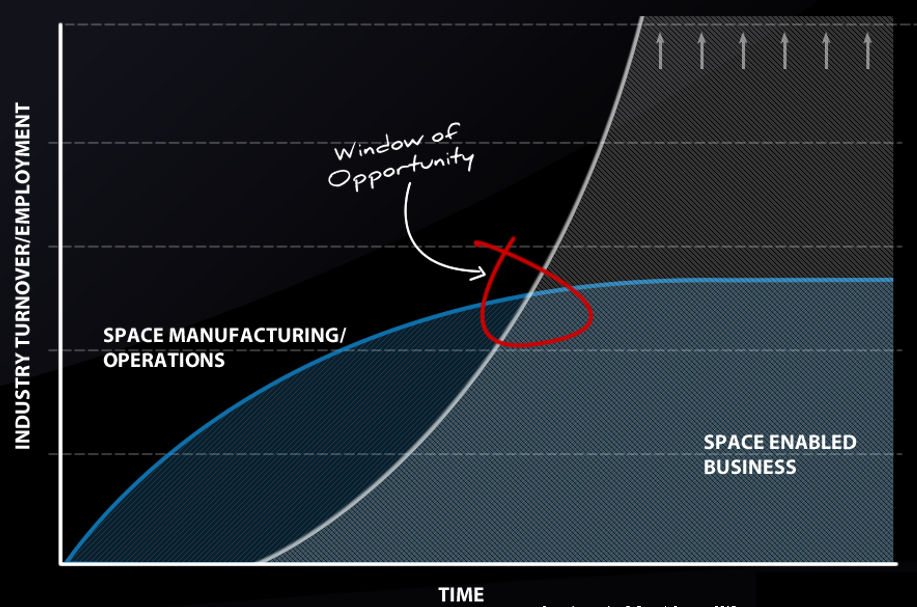 Window of
Opportunity
INDUSTRY TURNOVER/EMPLOYMENT
SPACE MANUFACTURING/
OPERATIONS
SPACE ENABLED
BUSINESS
TIME